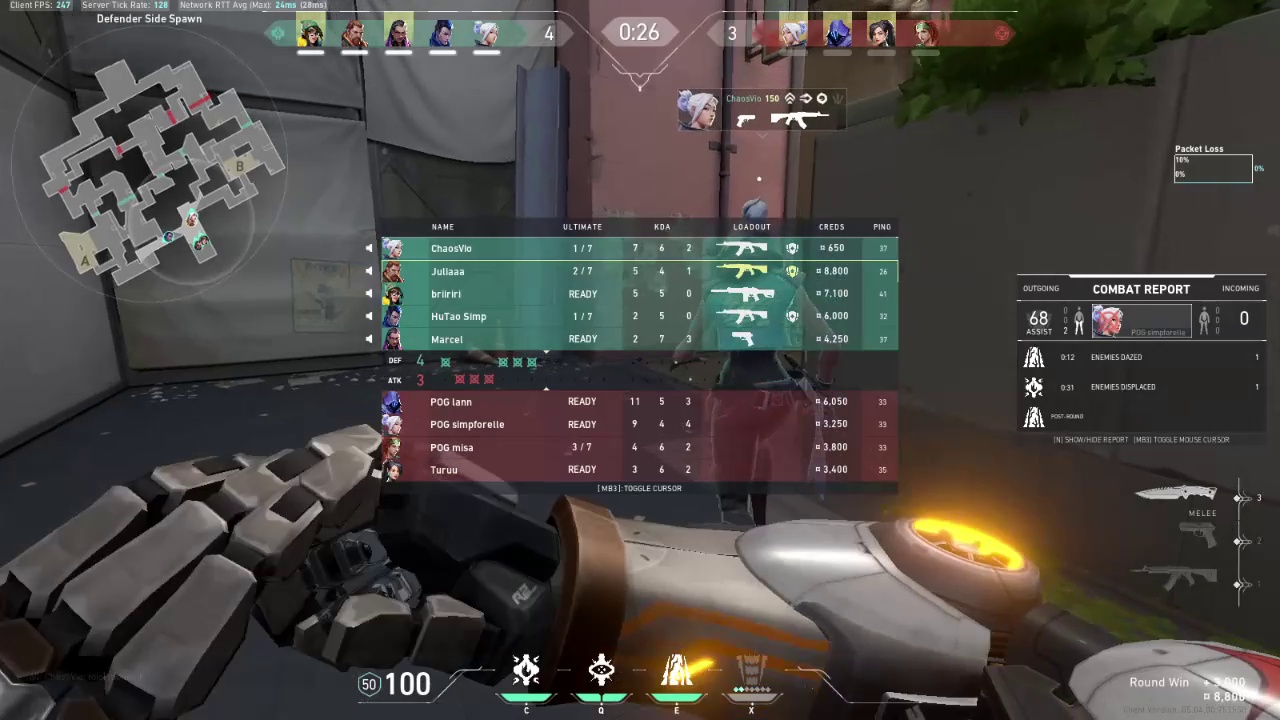 Client FPS: 247 Server Tick Rate: 128 Network RTT Avg (Max): 24ms (28ms)
Defender Side Spawn
4 0:26 3
ChaosVio 150
Packet Loss
10%
0% 0%
B
A
NAME ULTIMATE KDA LOADOUT CREDS PING
ChaosVio 1 / 7 7 6 2 ¤ 650 37
Juliaaa 2 / 7 5 4 1 ¤ 8,800 26
briiriri READY 5 5 0 ¤ 7,100 41
HuTao Simp 1 / 7 2 5 0 ¤ 6,000 32
Marcel READY 2 7 3 ¤ 4,250 37
DEF 4
ATK 3
POG lann READY 11 5 3 ¤ 6,050 33
POG simpforelle READY 9 4 4 ¤ 3,250 33
POG misa 3 / 7 4 6 2 ¤ 3,800 33
Turuu READY 3 6 2 ¤ 3,400 35
[MB3] TOGGLE CURSOR
OUTGOING COMBAT REPORT INCOMING
68 ASSIST 0 0 2 POG simpforelle 0 0 0 0
0:12 ENEMIES DAZED 1
0:31 ENEMIES DISPLACED 1
POST-ROUND
[N] SHOW/HIDE REPORT [MB3] TOGGLE MOUSE CURSOR
3
MELEE
2
1
50 100
C Q E X
Round Win + 3,000
¤ 8,800